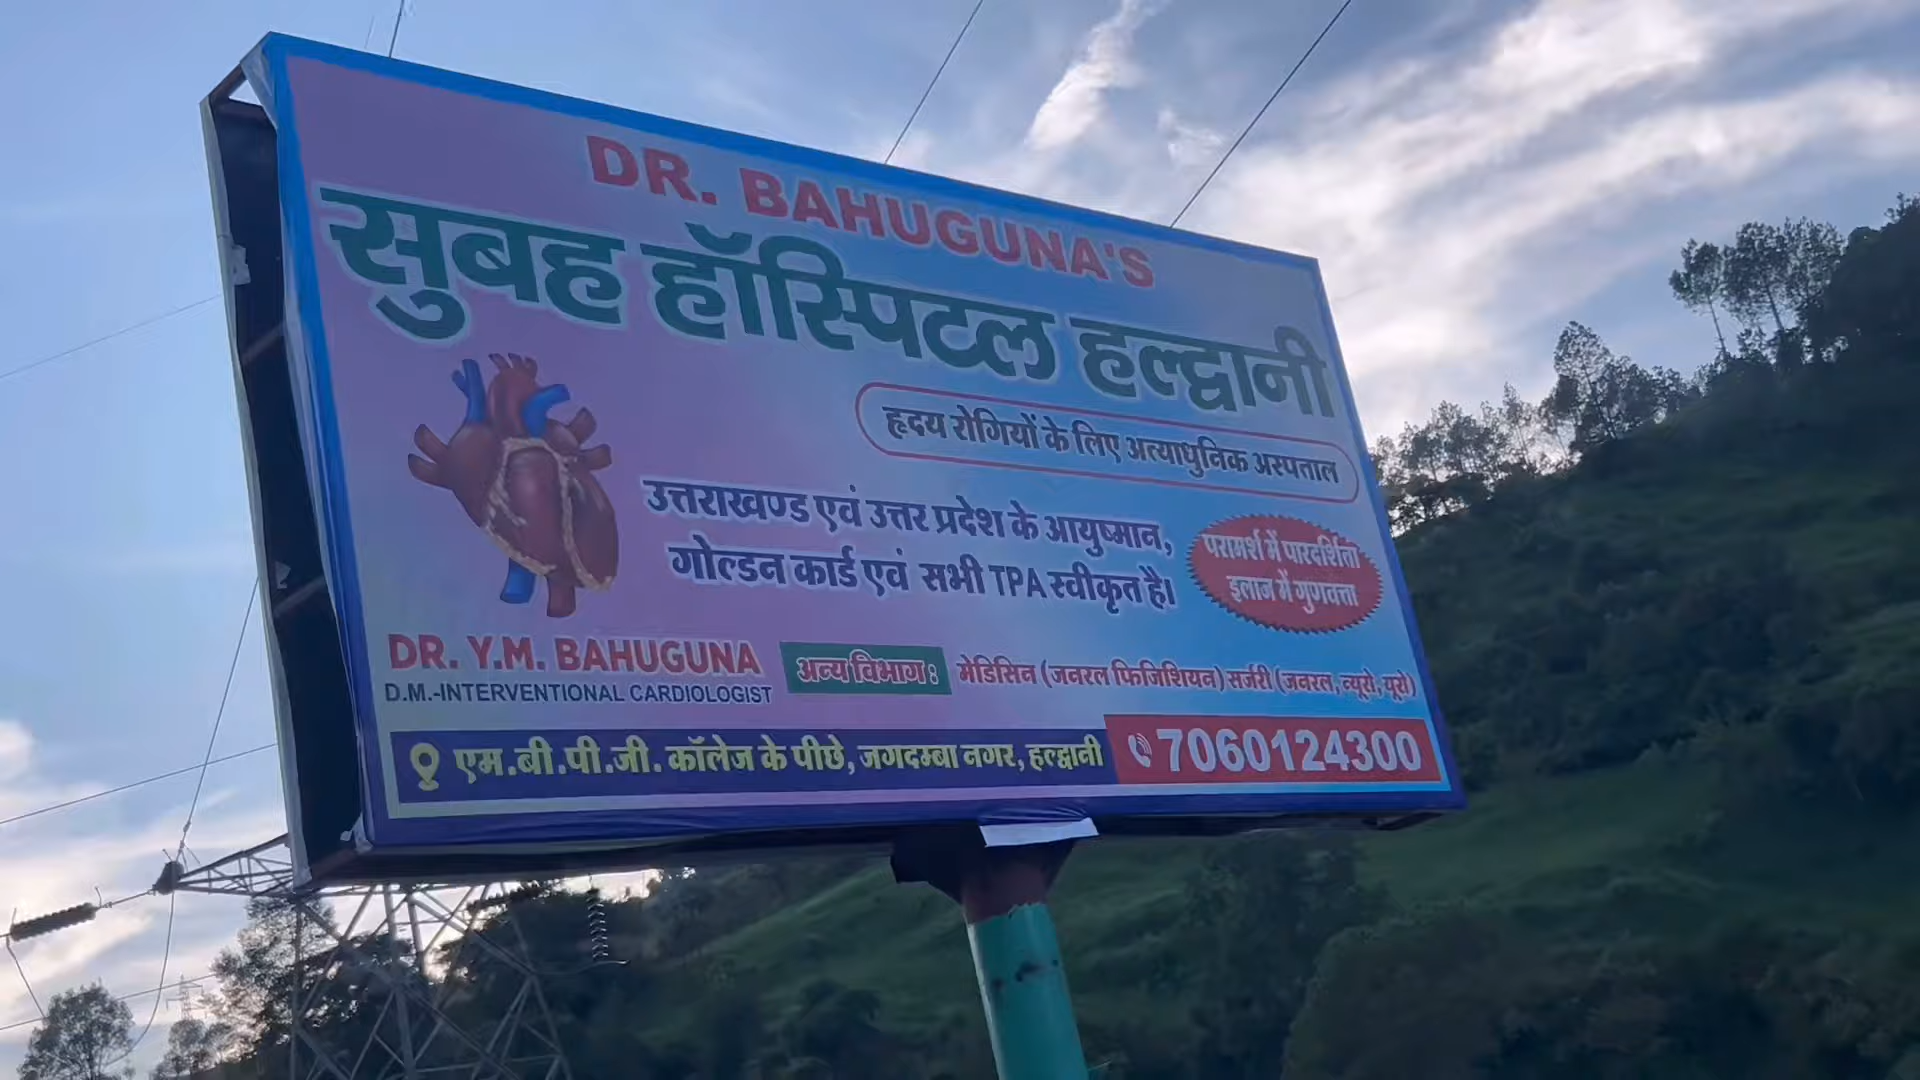 DR. BAHUGUNA'S
सुबह हॉस्पिटल हल्द्वानी
हृदय रोगियों के लिए अत्याधुनिक अस्पताल
उत्तराखण्ड एवं उत्तर प्रदेश के आयुष्मान,
गोल्डन कार्ड एवं सभी TPA स्वीकृत है।
परामर्श में पारदर्शिता
इलाज में गुणवत्ता
DR. Y.M. BAHUGUNA
D.M.-INTERVENTIONAL CARDIOLOGIST
अन्य विभाग : मेडिसिन (जनरल फिजिशियन) सर्जरी (जनरल, न्यूरो, यूरो)
एम.बी.पी.जी. कॉलेज के पीछे, जगदम्बा नगर, हल्द्वानी
7060124300